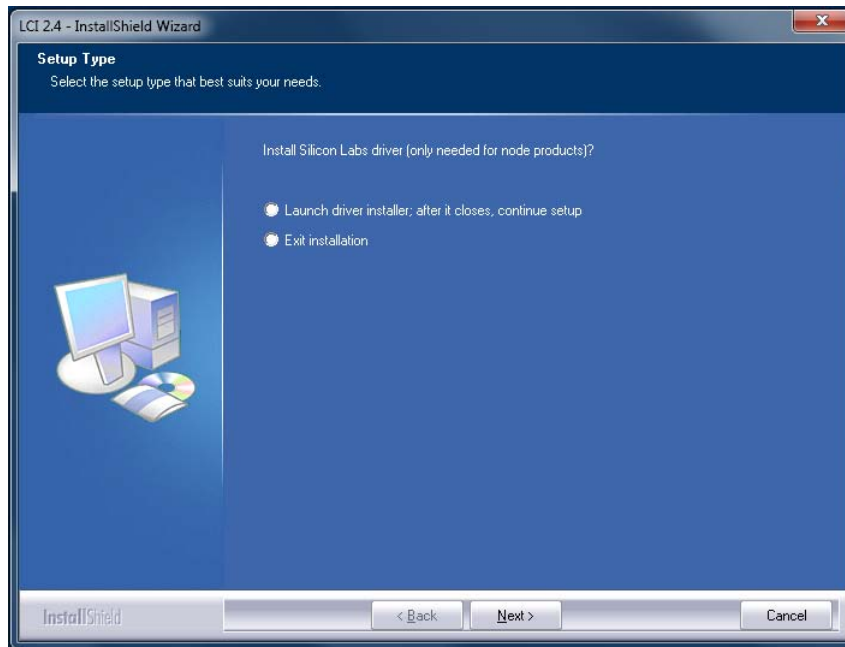 LCI 2.4 - InstallShield Wizard
Setup Type
Select the setup type that best suits your needs.
Install Silicon Labs driver (only needed for node products)?
Launch driver installer; after it closes, continue setup
Exit installation
InstallShield
< Back
Next >
Cancel